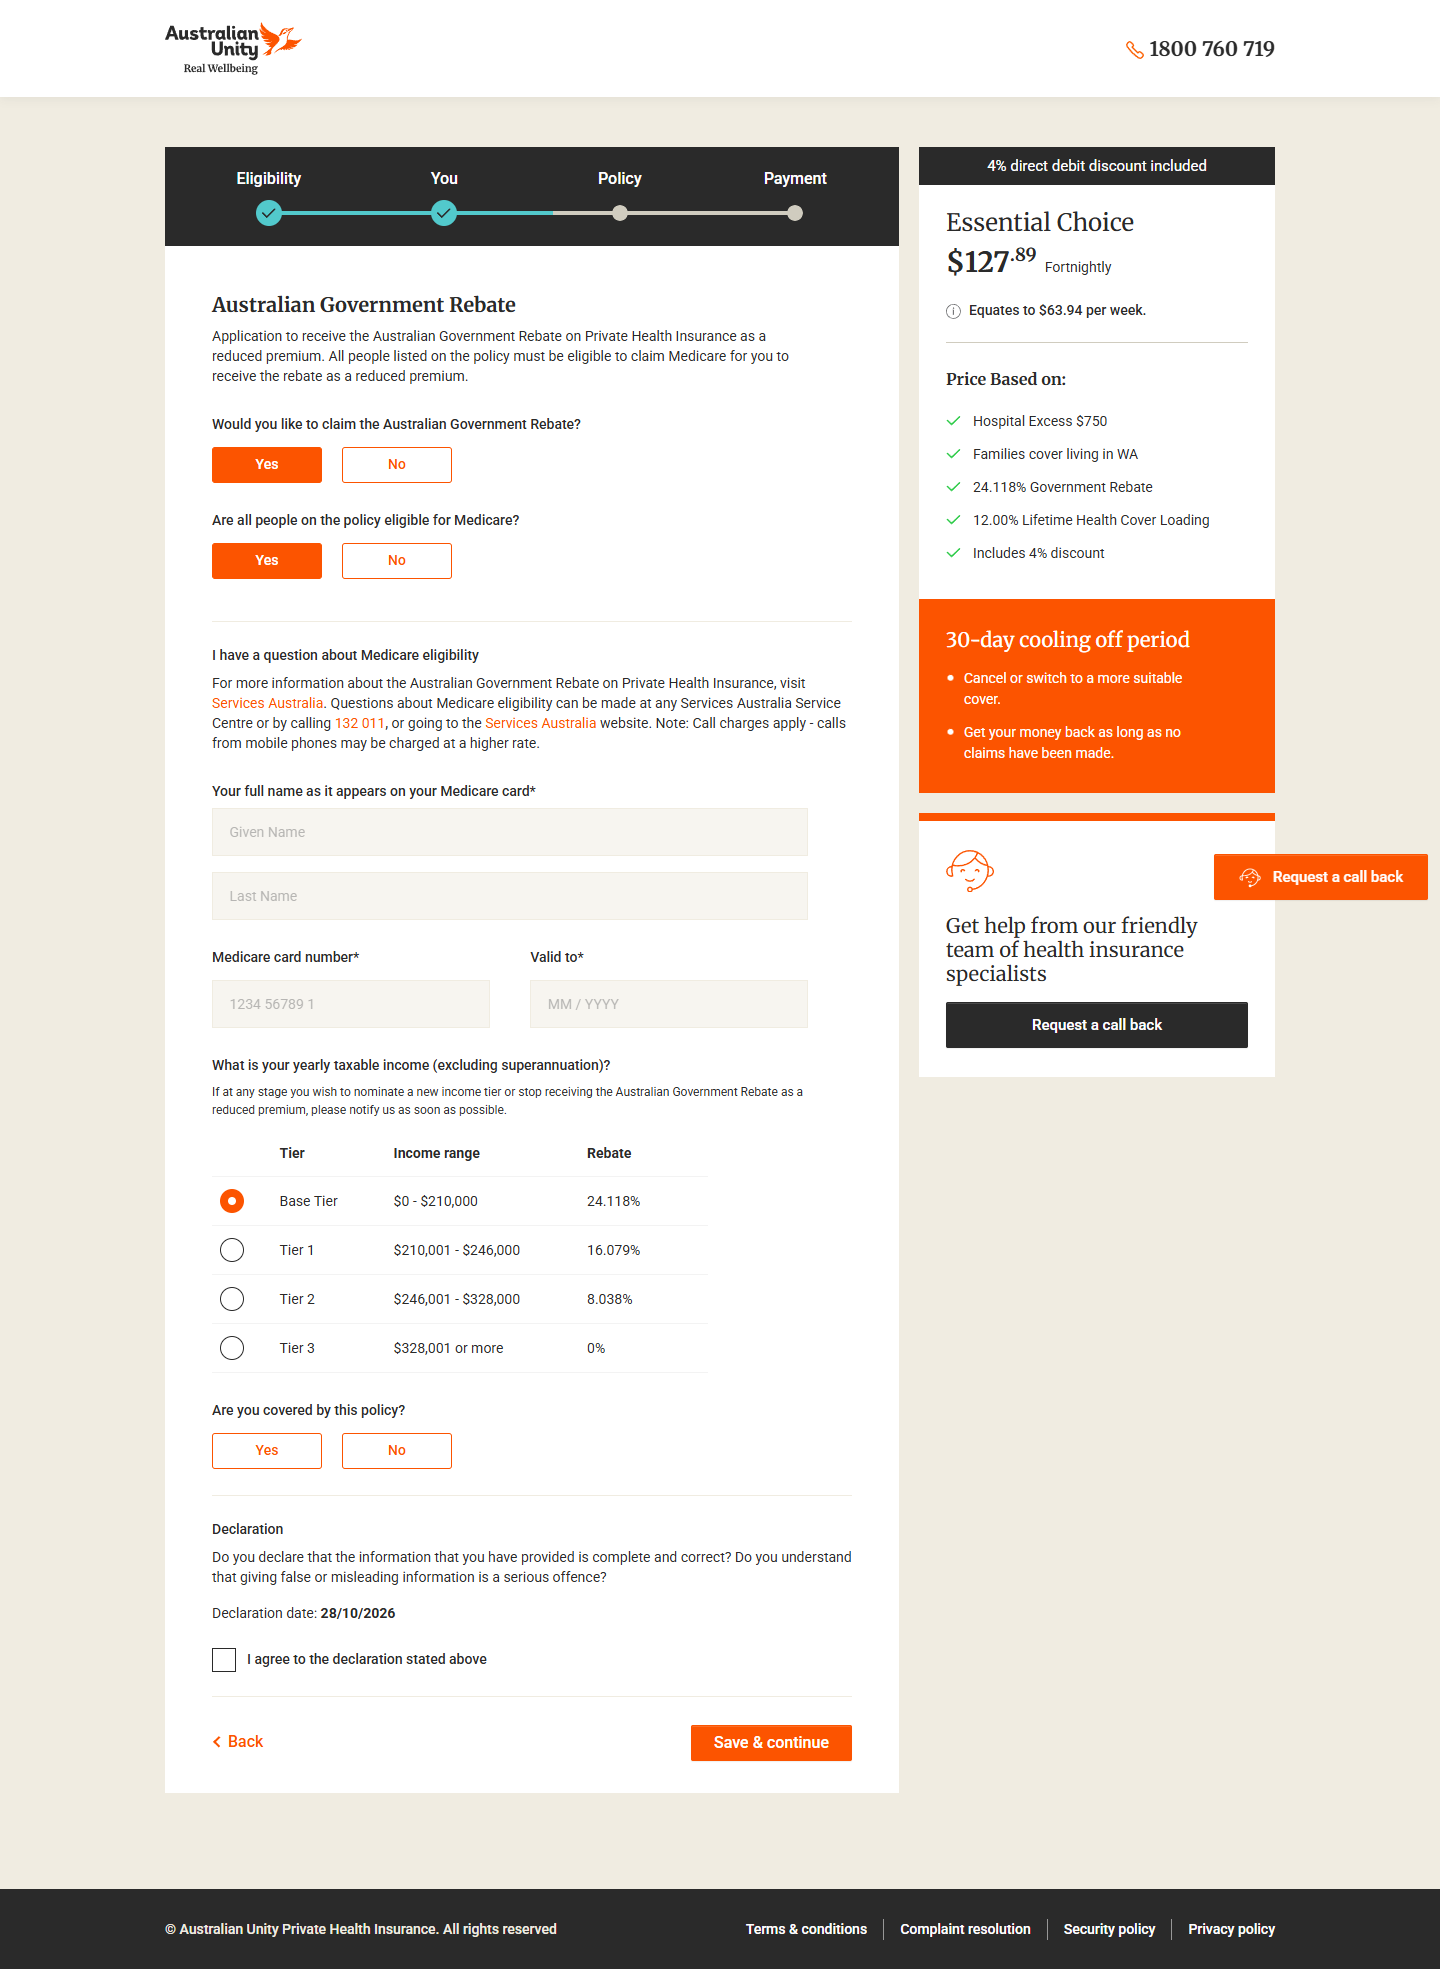 Australian
Unity
Real Wellbeing
1800 760 719
Eligibility
You
Policy
Payment
Australian Government Rebate
Application to receive the Australian Government Rebate on Private Health Insurance as a
reduced premium. All people listed on the policy must be eligible to claim Medicare for you to
receive the rebate as a reduced premium.
Would you like to claim the Australian Government Rebate?
Yes
No
Are all people on the policy eligible for Medicare?
Yes
No
I have a question about Medicare eligibility
For more information about the Australian Government Rebate on Private Health Insurance, visit
Services Australia. Questions about Medicare eligibility can be made at any Services Australia Service
Centre or by calling 132 011, or going to the Services Australia website. Note: Call charges apply - calls
from mobile phones may be charged at a higher rate.
Your full name as it appears on your Medicare card*
Given Name
Last Name
Medicare card number*
Valid to*
1234 56789 1
MM / YYYY
What is your yearly taxable income (excluding superannuation)?
If at any stage you wish to nominate a new income tier or stop receiving the Australian Government Rebate as a
reduced premium, please notify us as soon as possible.
Tier Income range Rebate
Base Tier $0 - $210,000 24.118%
Tier 1 $210,001 - $246,000 16.079%
Tier 2 $246,001 - $328,000 8.038%
Tier 3 $328,001 or more 0%
Are you covered by this policy?
Yes
No
Declaration
Do you declare that the information that you have provided is complete and correct? Do you understand
that giving false or misleading information is a serious offence?
Declaration date: 28/10/2026
I agree to the declaration stated above
Back
Save & continue
4% direct debit discount included
Essential Choice
$127.89 Fortnightly
Equates to $63.94 per week.
Price Based on:
Hospital Excess $750
Families cover living in WA
24.118% Government Rebate
12.00% Lifetime Health Cover Loading
Includes 4% discount
30-day cooling off period
Cancel or switch to a more suitable
cover.
Get your money back as long as no
claims have been made.
Request a call back
Get help from our friendly
team of health insurance
specialists
Request a call back
© Australian Unity Private Health Insurance. All rights reserved
Terms & conditions
Complaint resolution
Security policy
Privacy policy